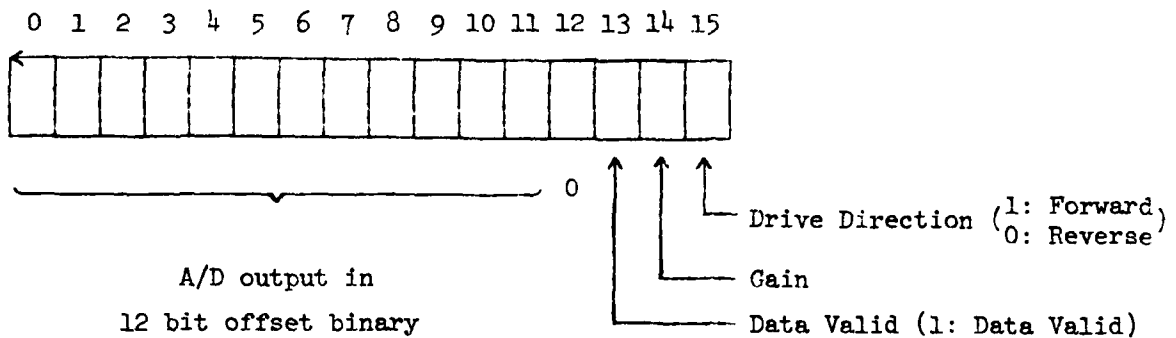 0 1 2 3 4 5 6 7 8 9 10 11 12 13 14 15
0
Drive Direction (1: Forward
0: Reverse)
A/D output in
Gain
12 bit offset binary
Data Valid (1: Data Valid)